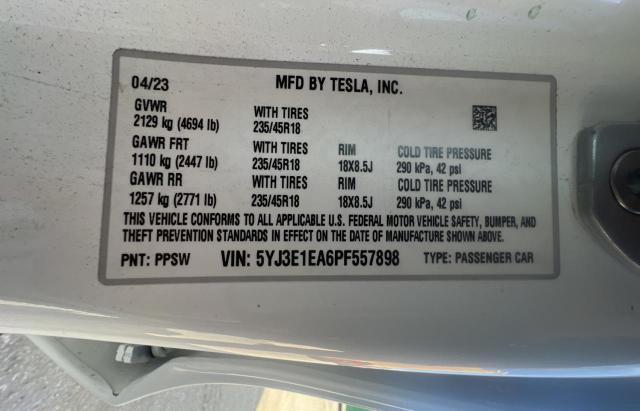 04/23 MFD BY TESLA, INC.
GVWR WITH TIRES
2129 kg (4694 lb) 235/45R18
GAWR FRT WITH TIRES RIM COLD TIRE PRESSURE
1110 kg (2447 lb) 235/45R18 18X8.5J 290 kPa, 42 psi
GAWR RR WITH TIRES RIM COLD TIRE PRESSURE
1257 kg (2771 lb) 235/45R18 18X8.5J 290 kPa, 42 psi
THIS VEHICLE CONFORMS TO ALL APPLICABLE U.S. FEDERAL MOTOR VEHICLE SAFETY, BUMPER, AND
THEFT PREVENTION STANDARDS IN EFFECT ON THE DATE OF MANUFACTURE SHOWN ABOVE.
PNT: PPSW VIN: 5YJ3E1EA6PF557898 TYPE: PASSENGER CAR